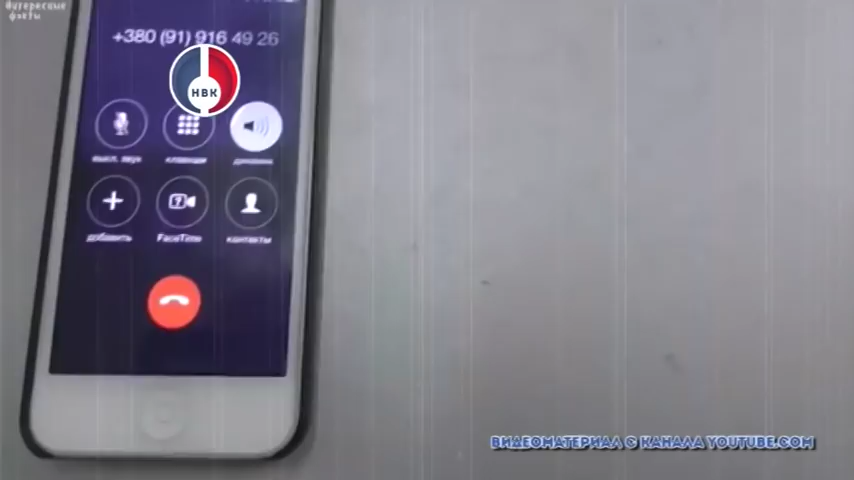 Интересные
факты
+380 (91) 916 49 26
НВК
выкл. звук
клавиши
динамик
добавить
FaceTime
контакты
ВИДЕОМАТЕРИАЛ С КАНАЛА YOUTUBE.COM